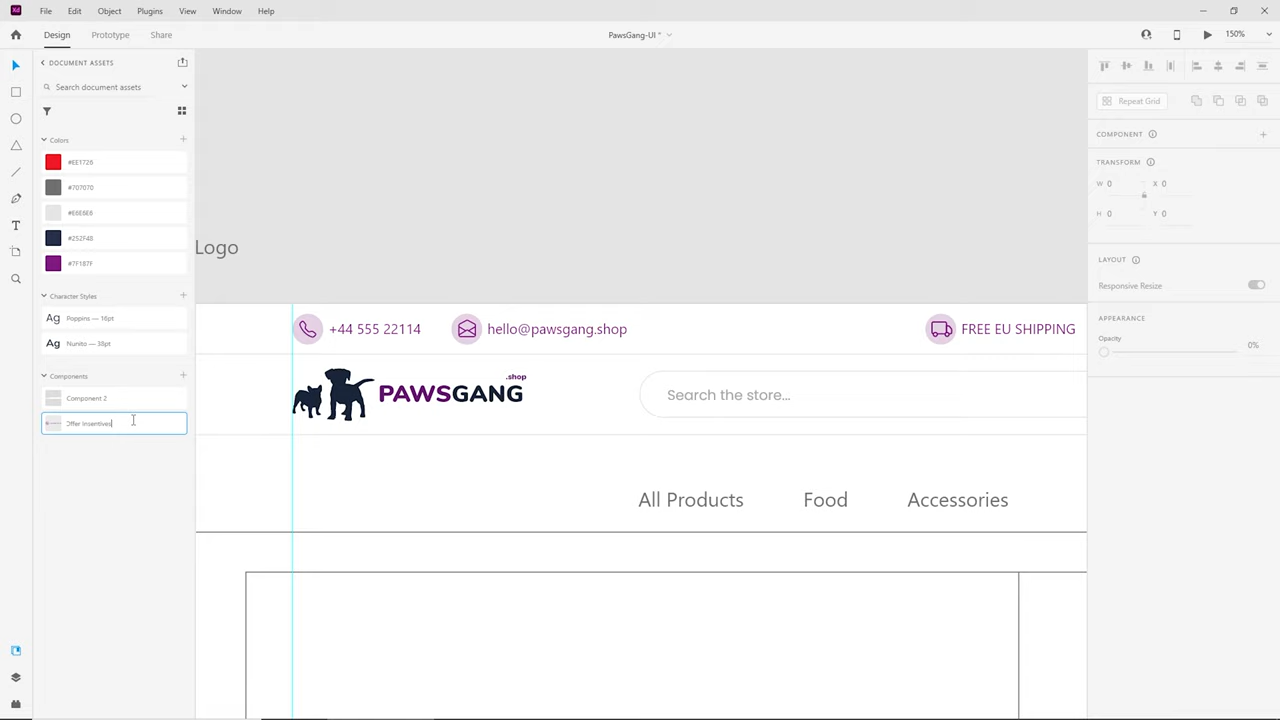 Xd File Edit Object Plugins View Window Help
Design Prototype Share PawsGang-UI * 150%
DOCUMENT ASSETS
Search document assets
Repeat Grid
Colors
COMPONENT
#EE1726
TRANSFORM
#707070
W 0 X 0
#E6E6E6
H 0 Y 0
#252F48
Logo
#7F187F
LAYOUT
Responsive Resize
Character Styles
Ag Poppins — 16pt
APPEARANCE
+44 555 22114 hello@pawsgang.shop FREE EU SHIPPING
Opacity 0%
Ag Nunito — 38pt
Components
.shop
PAWSGANG
Search the store...
Component 2
Offer Insentives
All Products Food Accessories